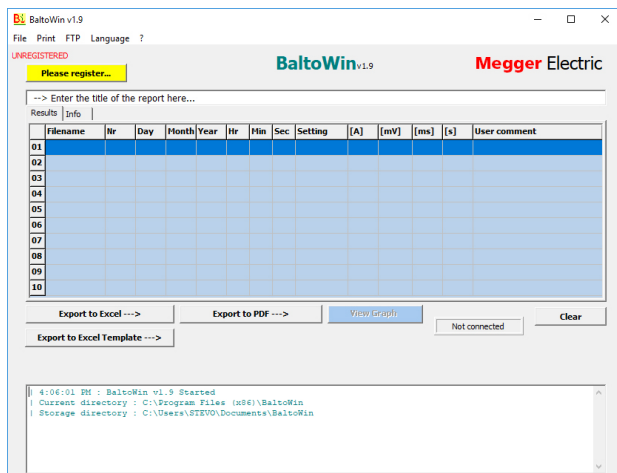 BaltoWin v1.9
File Print FTP Language ?
UNREGISTERED
Please register...
BaltoWin v1.9
Megger Electric
--> Enter the title of the report here...
Results Info
Filename Nr Day Month Year Hr Min Sec Setting [A] [mV] [ms] [s] User comment
01
02
03
04
05
06
07
08
09
10
Export to Excel ---> Export to PDF ---> View Graph Clear
Not connected
Export to Excel Template --->
| 4:06:01 PM : BaltoWin v1.9 Started
| Current directory : C:\Program Files (x86)\BaltoWin
| Storage directory : C:\Users\STEVO\Documents\BaltoWin